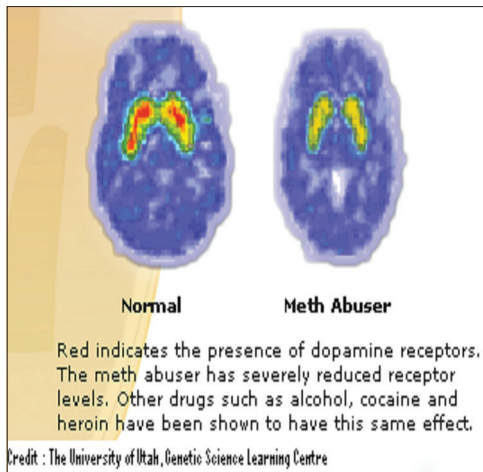 Normal
Meth Abuser
Red indicates the presence of dopamine receptors.
The meth abuser has severely reduced receptor
levels. Other drugs such as alcohol, cocaine and
heroin have been shown to have this same effect.
Credit : The University of Utah, Genetic Science Learning Centre